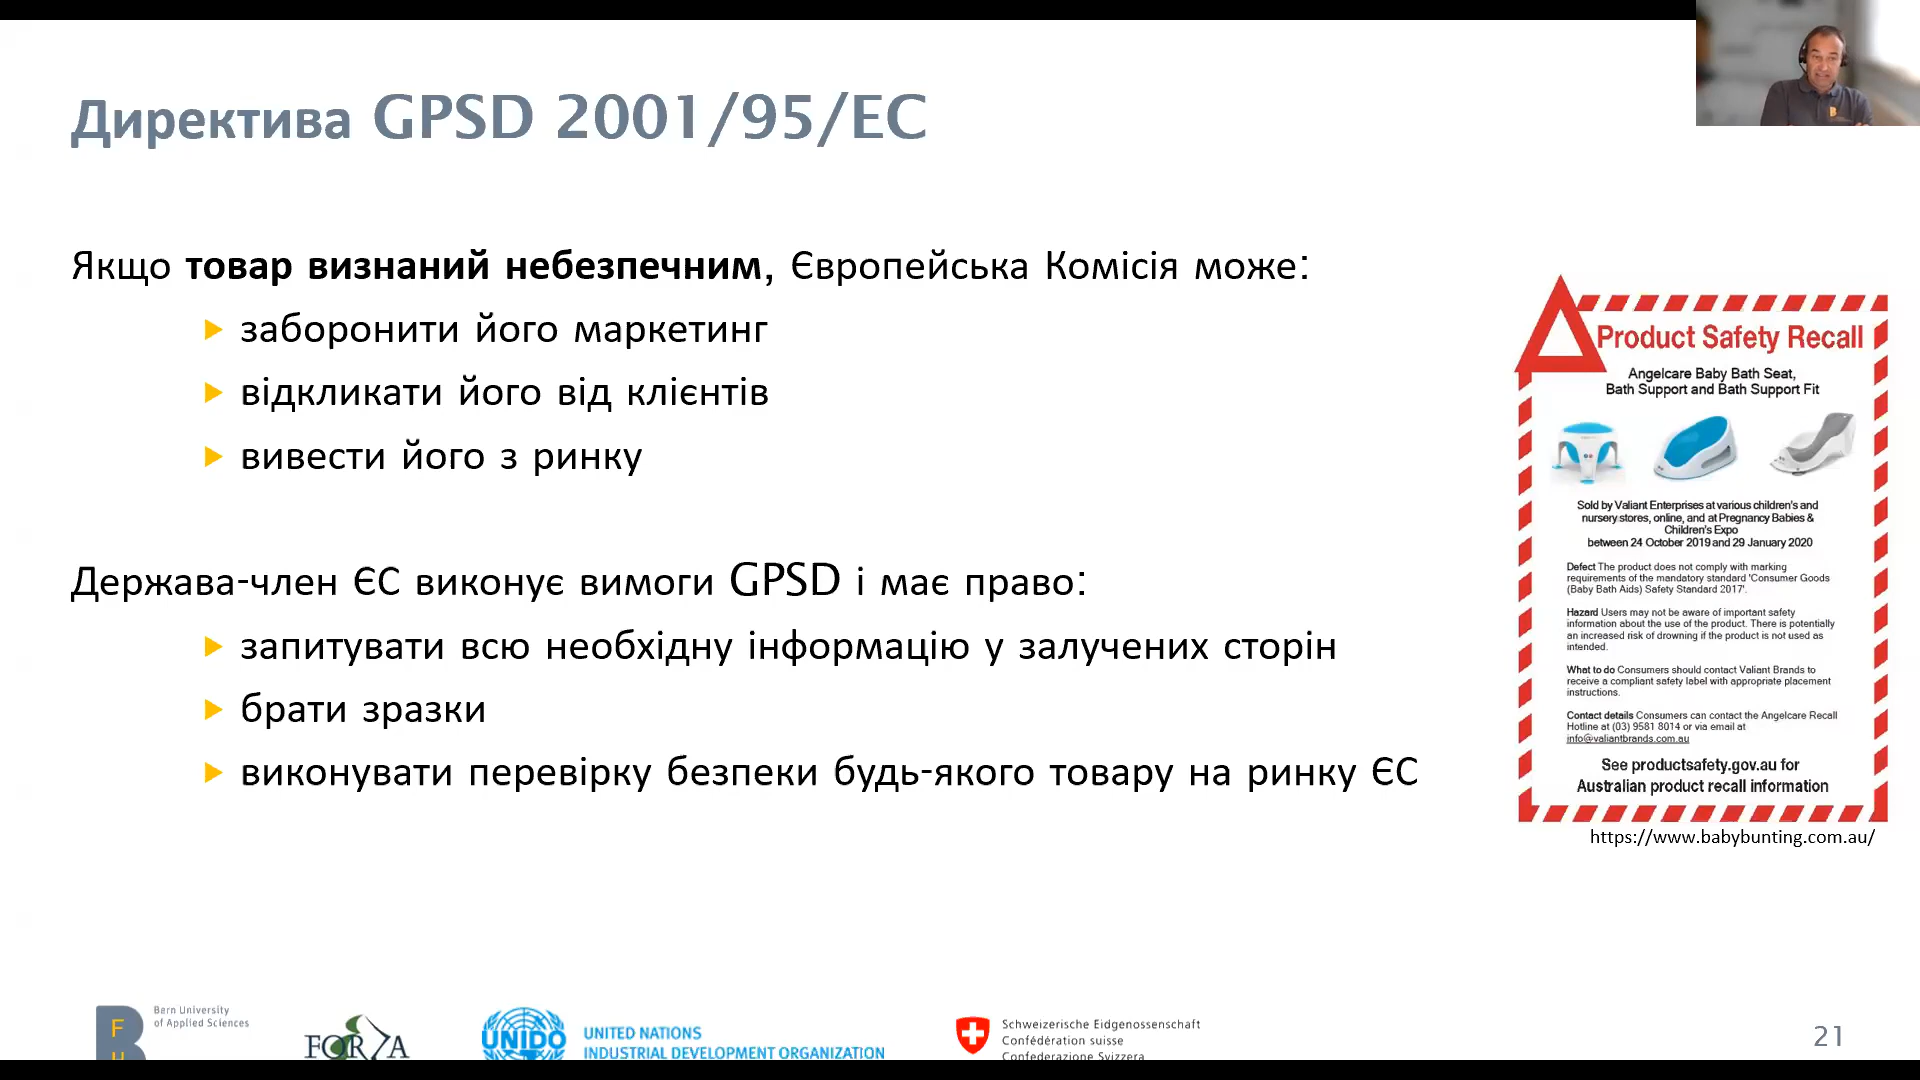 Директива GPSD 2001/95/EC
Якщо товар визнаний небезпечним, Європейська Комісія може:
заборонити його маркетинг
відкликати його від клієнтів
вивести його з ринку
Держава-член ЄС виконує вимоги GPSD і має право:
запитувати всю необхідну інформацію у залучених сторін
брати зразки
виконувати перевірку безпеки будь-якого товару на ринку ЄС
Product Safety Recall
Angelcare Baby Bath Seat,
Bath Support and Bath Support Fit
Sold by Valiant Enterprises at various children's and
nursery stores, online, and at Pregnancy Babies &
Children's Expo
between 24 October 2019 and 29 January 2020
Defect The product does not comply with marking
requirements of the mandatory standard 'Consumer Goods
(Baby Bath Aids) Safety Standard 2017'.
Hazard Users may not be aware of important safety
information about the use of the product. There is potentially
an increased risk of drowning if the product is not used as
intended.
What to do Consumers should contact Valiant Brands to
receive a compliant safety label with appropriate placement
instructions.
Contact details Consumers can contact the Angelcare Recall
Hotline at (03) 9581 8014 or via email at
info@valiantbrands.com.au
See productsafety.gov.au for
Australian product recall information
https://www.babybunting.com.au/
B
F
H
Bern University
of Applied Sciences
FORZA
UNIDO
UNITED NATIONS
INDUSTRIAL DEVELOPMENT ORGANIZATION
Schweizerische Eidgenossenschaft
Confédération suisse
Confederazione Svizzera
21